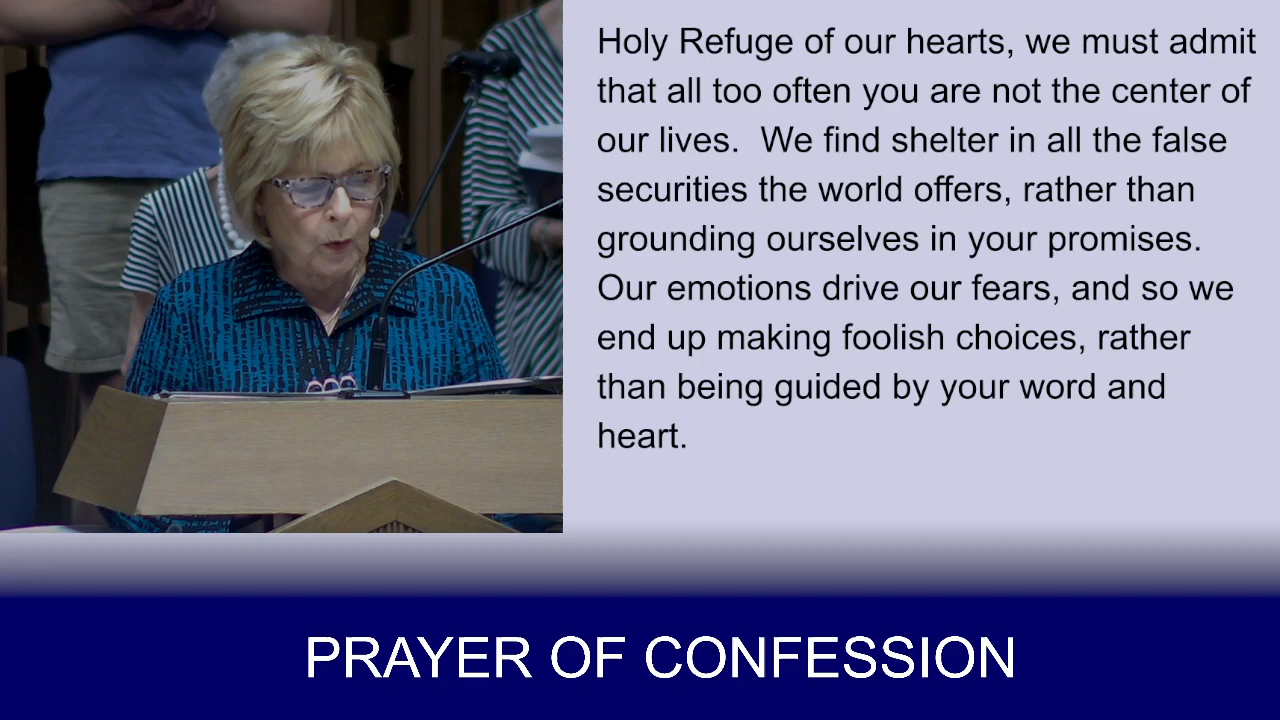 Holy Refuge of our hearts, we must admit
that all too often you are not the center of
our lives.  We find shelter in all the false
securities the world offers, rather than
grounding ourselves in your promises.
Our emotions drive our fears, and so we
end up making foolish choices, rather
than being guided by your word and
heart.
PRAYER OF CONFESSION